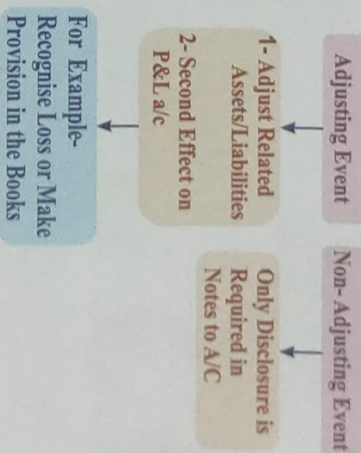 Adjusting Event
1- Adjust Related
Assets/Liabilities
2- Second Effect on
P&L a/c
For Example-
Recognise Loss or Make
Provision in the Books
Non- Adjusting Event
Only Disclosure is
Required in
Notes to A/C